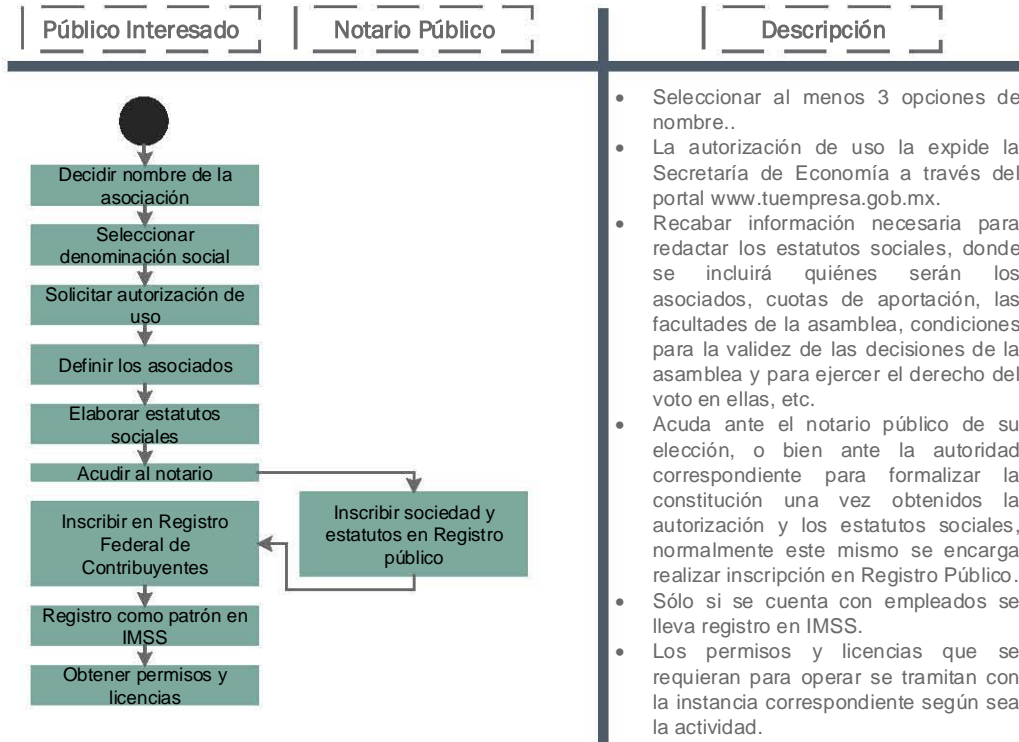 Público Interesado
Notario Público
Descripción
Decidir nombre de la
asociación
Seleccionar
denominación social
Solicitar autorización de
uso
Definir los asociados
Elaborar estatutos
sociales
Acudir al notario
Inscribir sociedad y
estatutos en Registro
público
Inscribir en Registro
Federal de
Contribuyentes
Registro como patrón en
IMSS
Obtener permisos y
licencias
• Seleccionar al menos 3 opciones de
nombre..
• La autorización de uso la expide la
Secretaría de Economía a través del
portal www.tuempresa.gob.mx.
• Recabar información necesaria para
redactar los estatutos sociales, donde
se incluirá quiénes serán los
asociados, cuotas de aportación, las
facultades de la asamblea, condiciones
para la validez de las decisiones de la
asamblea y para ejercer el derecho del
voto en ellas, etc.
• Acuda ante el notario público de su
elección, o bien ante la autoridad
correspondiente para formalizar la
constitución una vez obtenidos la
autorización y los estatutos sociales,
normalmente este mismo se encarga
realizar inscripción en Registro Público.
• Sólo si se cuenta con empleados se
lleva registro en IMSS.
• Los permisos y licencias que se
requieran para operar se tramitan con
la instancia correspondiente según sea
la actividad.